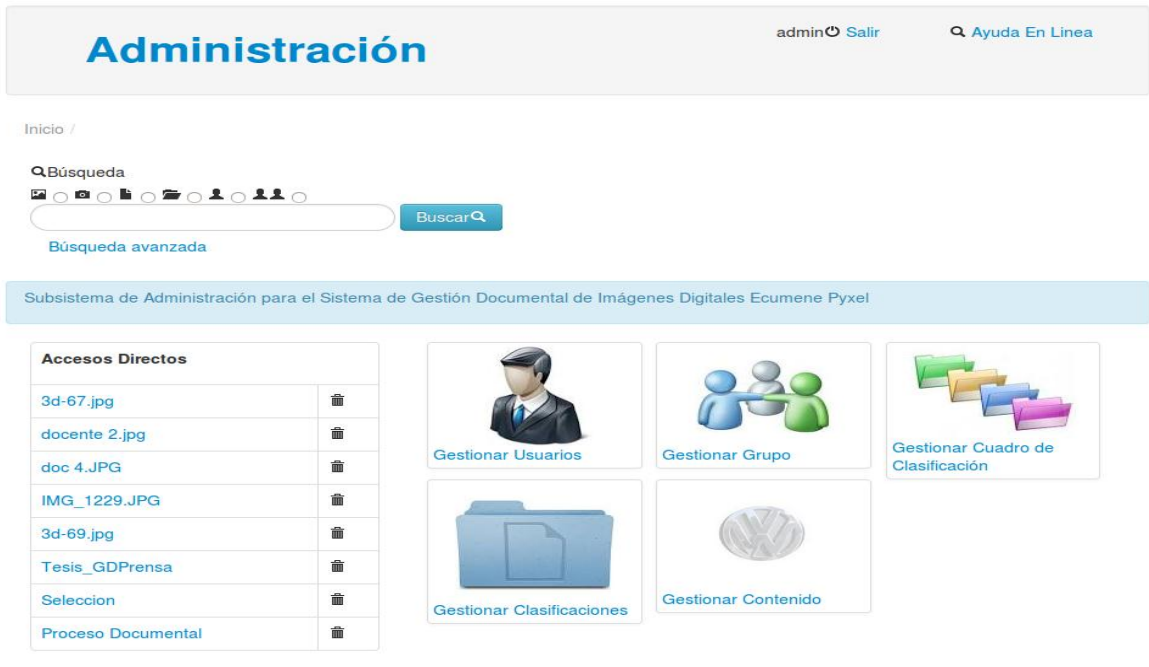 Administración
admin Salir
Ayuda En Linea
Inicio /
Búsqueda
Buscar
Búsqueda avanzada
Subsistema de Administración para el Sistema de Gestión Documental de Imágenes Digitales Ecumene Pyxel
Accesos Directos
3d-67.jpg
docente 2.jpg
doc 4.JPG
IMG_1229.JPG
3d-69.jpg
Tesis_GDPrensa
Seleccion
Proceso Documental
Gestionar Usuarios
Gestionar Grupo
Gestionar Cuadro de
Clasificación
Gestionar Clasificaciones
Gestionar Contenido